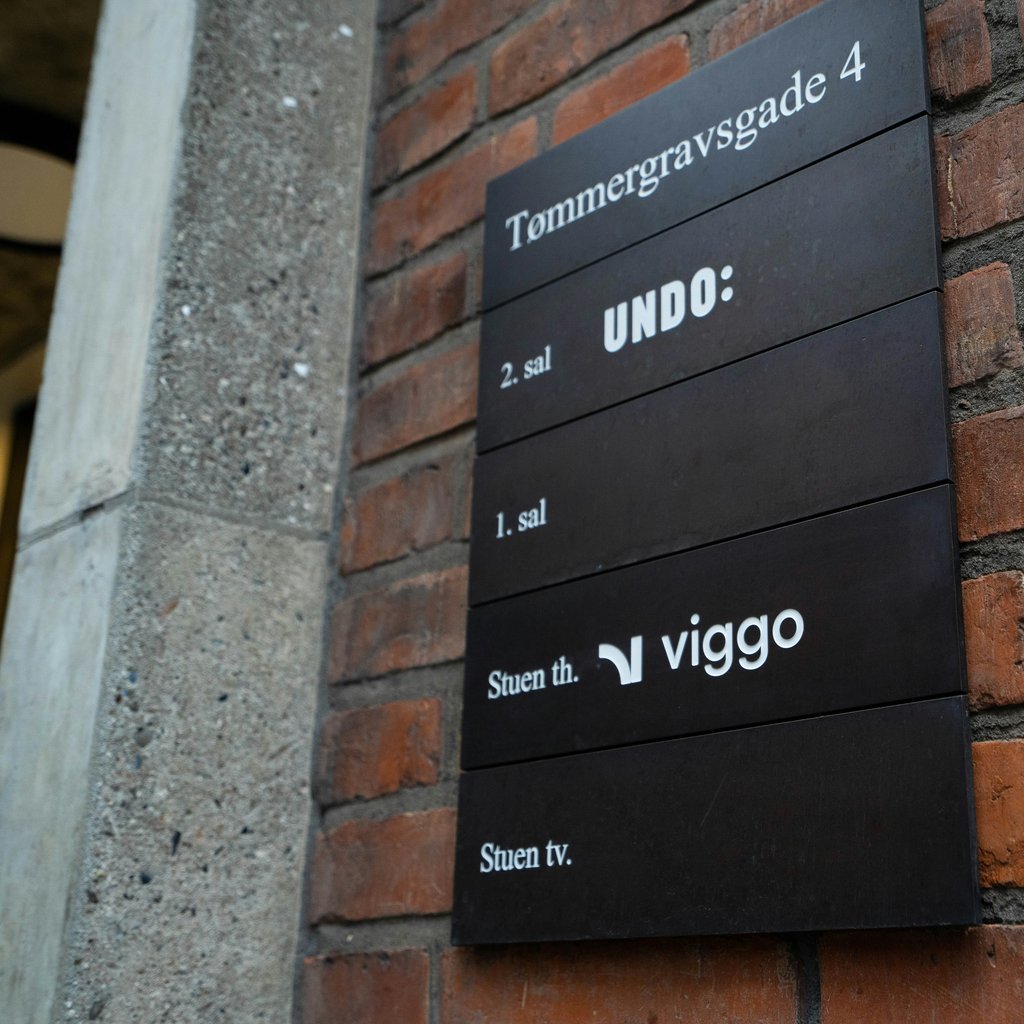 Tømmergravsgade 4
2. sal UNDO:
1. sal
Stuen th. viggo
Stuen tv.